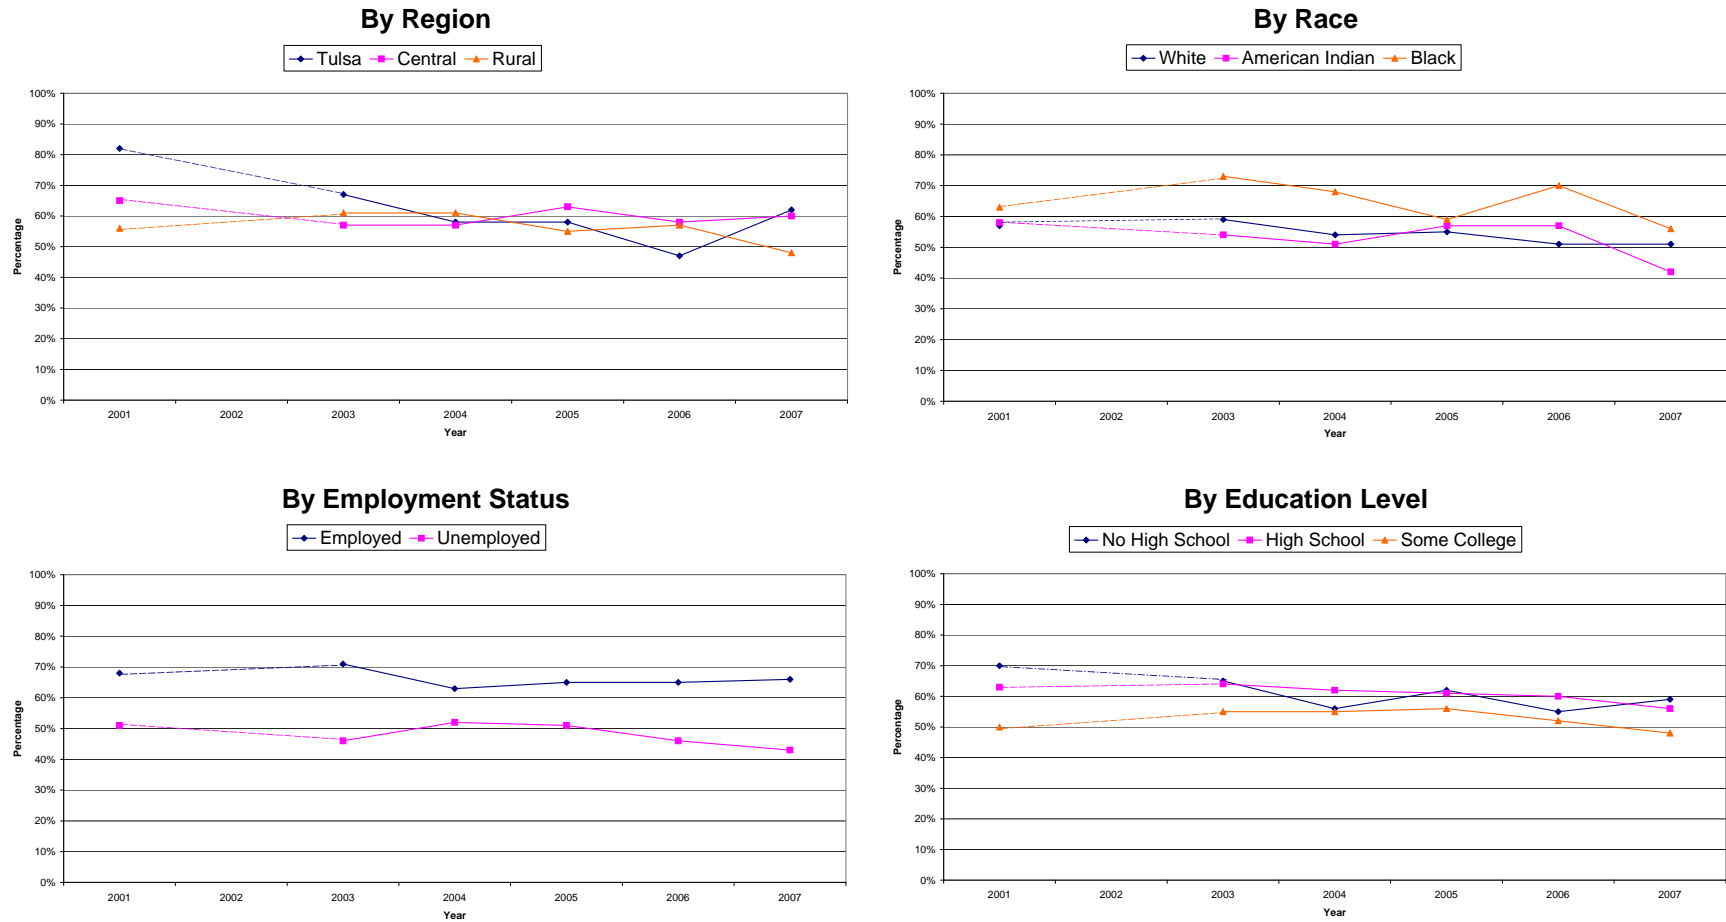 By Region
Tulsa Central Rural
100%
90%
80%
70%
60%
50%
40%
30%
20%
10%
0%
Percentage
2001 2002 2003 2004 2005 2006 2007
Year
By Race
White American Indian Black
100%
90%
80%
70%
60%
50%
40%
30%
20%
10%
0%
Percentage
2001 2002 2003 2004 2005 2006 2007
Year
By Employment Status
Employed Unemployed
100%
90%
80%
70%
60%
50%
40%
30%
20%
10%
0%
Percentage
2001 2002 2003 2004 2005 2006 2007
Year
By Education Level
No High School High School Some College
100%
90%
80%
70%
60%
50%
40%
30%
20%
10%
0%
Percentage
2001 2002 2003 2004 2005 2006 2007
Year